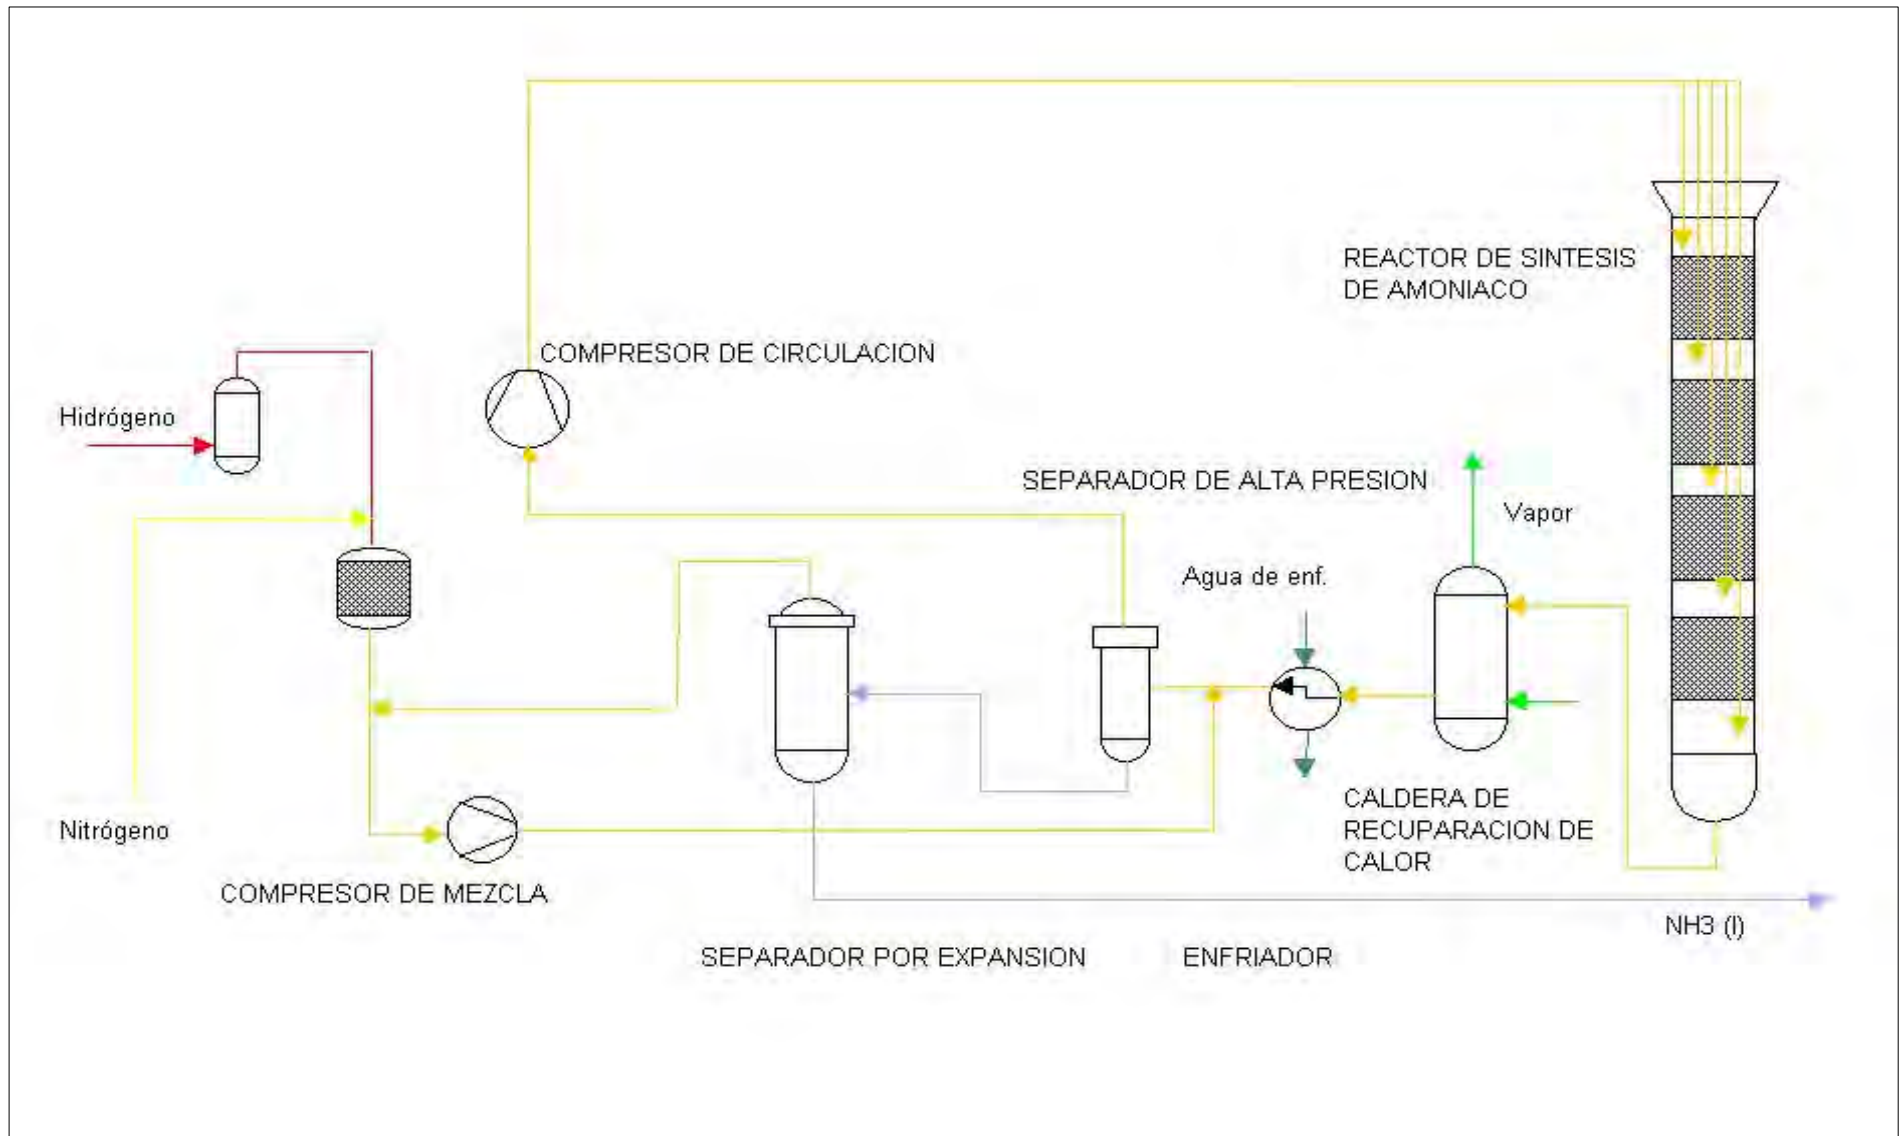 REACTOR DE SINTESIS
DE AMONIACO
COMPRESOR DE CIRCULACION
Hidrógeno
SEPARADOR DE ALTA PRESION
Vapor
Agua de enf.
Nitrógeno
COMPRESOR DE MEZCLA
CALDERA DE
RECUPARACION DE
CALOR
NH3 (l)
SEPARADOR POR EXPANSION
ENFRIADOR